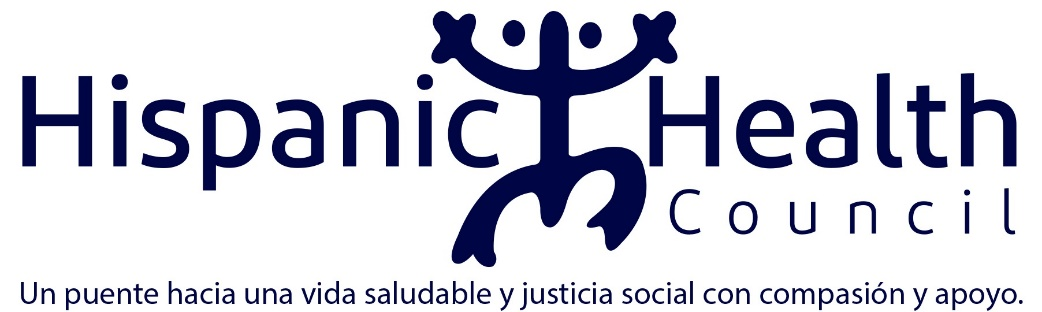 Hispanic Health
Council
Un puente hacia una vida saludable y justicia social con compasión y apoyo.